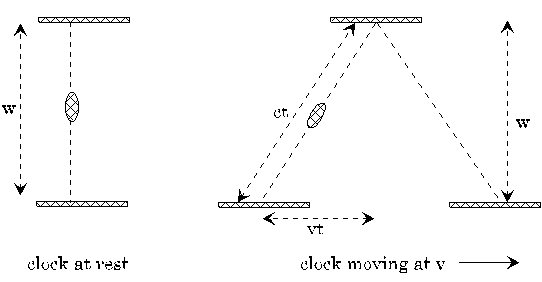 w
ct
w
vt
clock at rest
clock moving at v